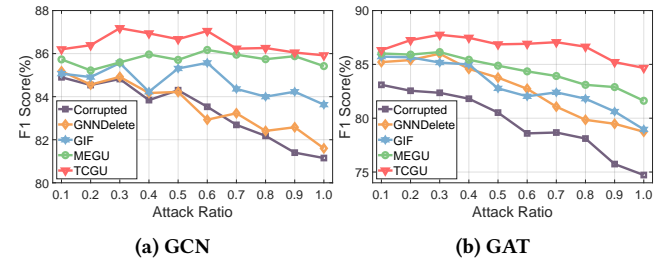 88
86
84
82
80
F1 Score(%)
Corrupted
GNNDelete
GIF
MEGU
TCGU
0.1 0.2 0.3 0.4 0.5 0.6 0.7 0.8 0.9 1.0
Attack Ratio
(a) GCN
90
85
80
75
F1 Score(%)
Corrupted
GNNDelete
GIF
MEGU
TCGU
0.1 0.2 0.3 0.4 0.5 0.6 0.7 0.8 0.9 1.0
Attack Ratio
(b) GAT